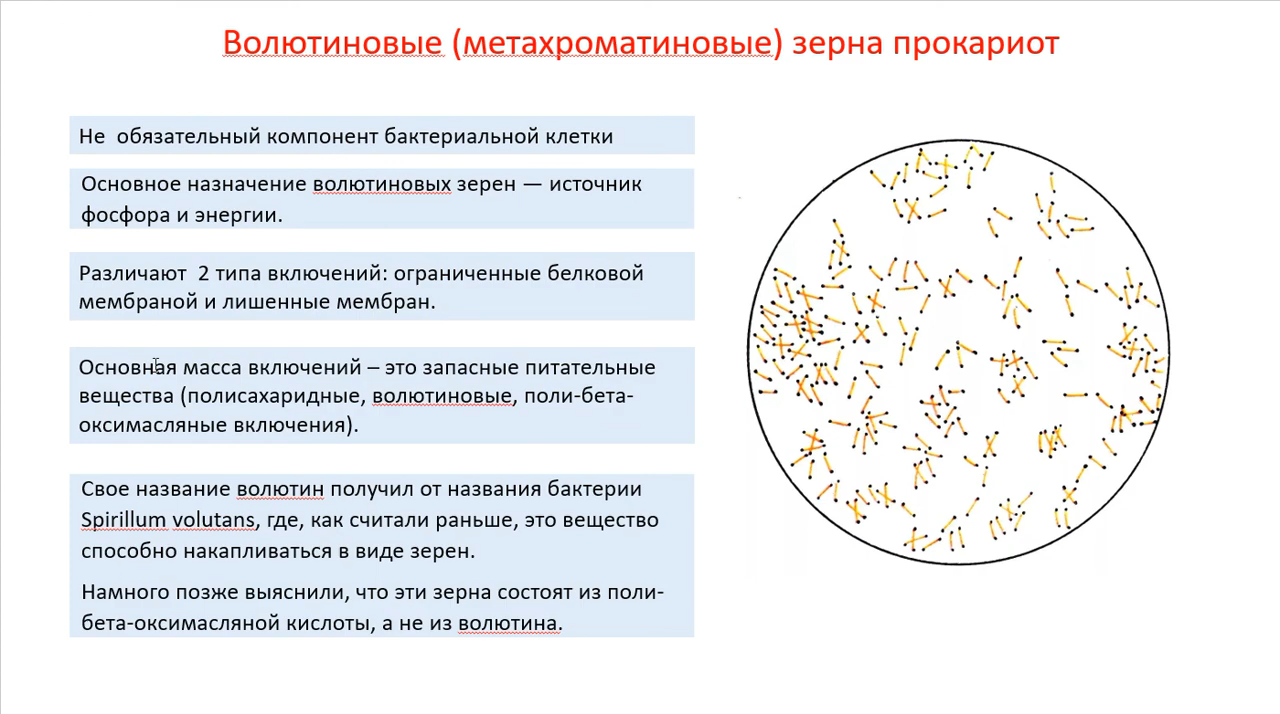 Волютиновые (метахроматиновые) зерна прокариот
Не  обязательный компонент бактериальной клетки
Основное назначение волютиновых зерен — источник
фосфора и энергии.
Различают  2 типа включений: ограниченные белковой
мембраной и лишенные мембран.
Основная масса включений – это запасные питательные
вещества (полисахаридные, волютиновые, поли-бета-
оксимасляные включения).
Свое название волютин получил от названия бактерии
Spirillum volutans, где, как считали раньше, это вещество
способно накапливаться в виде зерен.
Намного позже выяснили, что эти зерна состоят из поли-
бета-оксимасляной кислоты, а не из волютина.